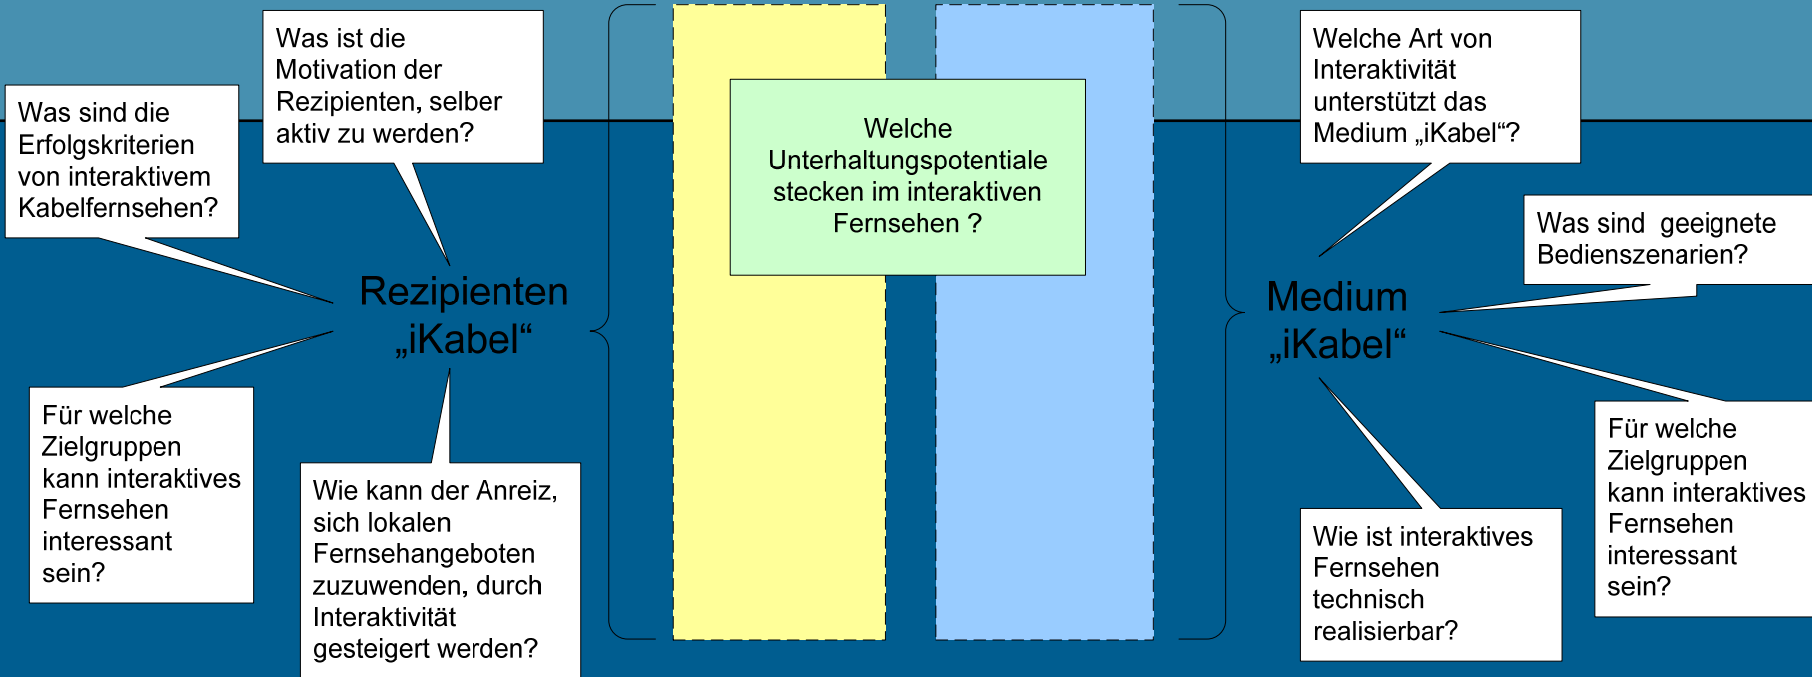 Was sind die
Erfolgskriterien
von interaktivem
Kabelfernsehen?
Was ist die
Motivation der
Rezipienten, selber
aktiv zu werden?
Rezipienten
„iKabel“
Für welche
Zielgruppen
kann interaktives
Fernsehen
interessant
sein?
Wie kann der Anreiz,
sich lokalen
Fernsehangeboten
zuzuwenden, durch
Interaktivität
gesteigert werden?
Welche
Unterhaltungspotentiale
stecken im interaktiven
Fernsehen ?
Welche Art von
Interaktivität
unterstützt das
Medium „iKabel“?
Was sind  geeignete
Bedienszenarien?
Medium
„iKabel“
Wie ist interaktives
Fernsehen
technisch
realisierbar?
Für welche
Zielgruppen
kann interaktives
Fernsehen
interessant
sein?